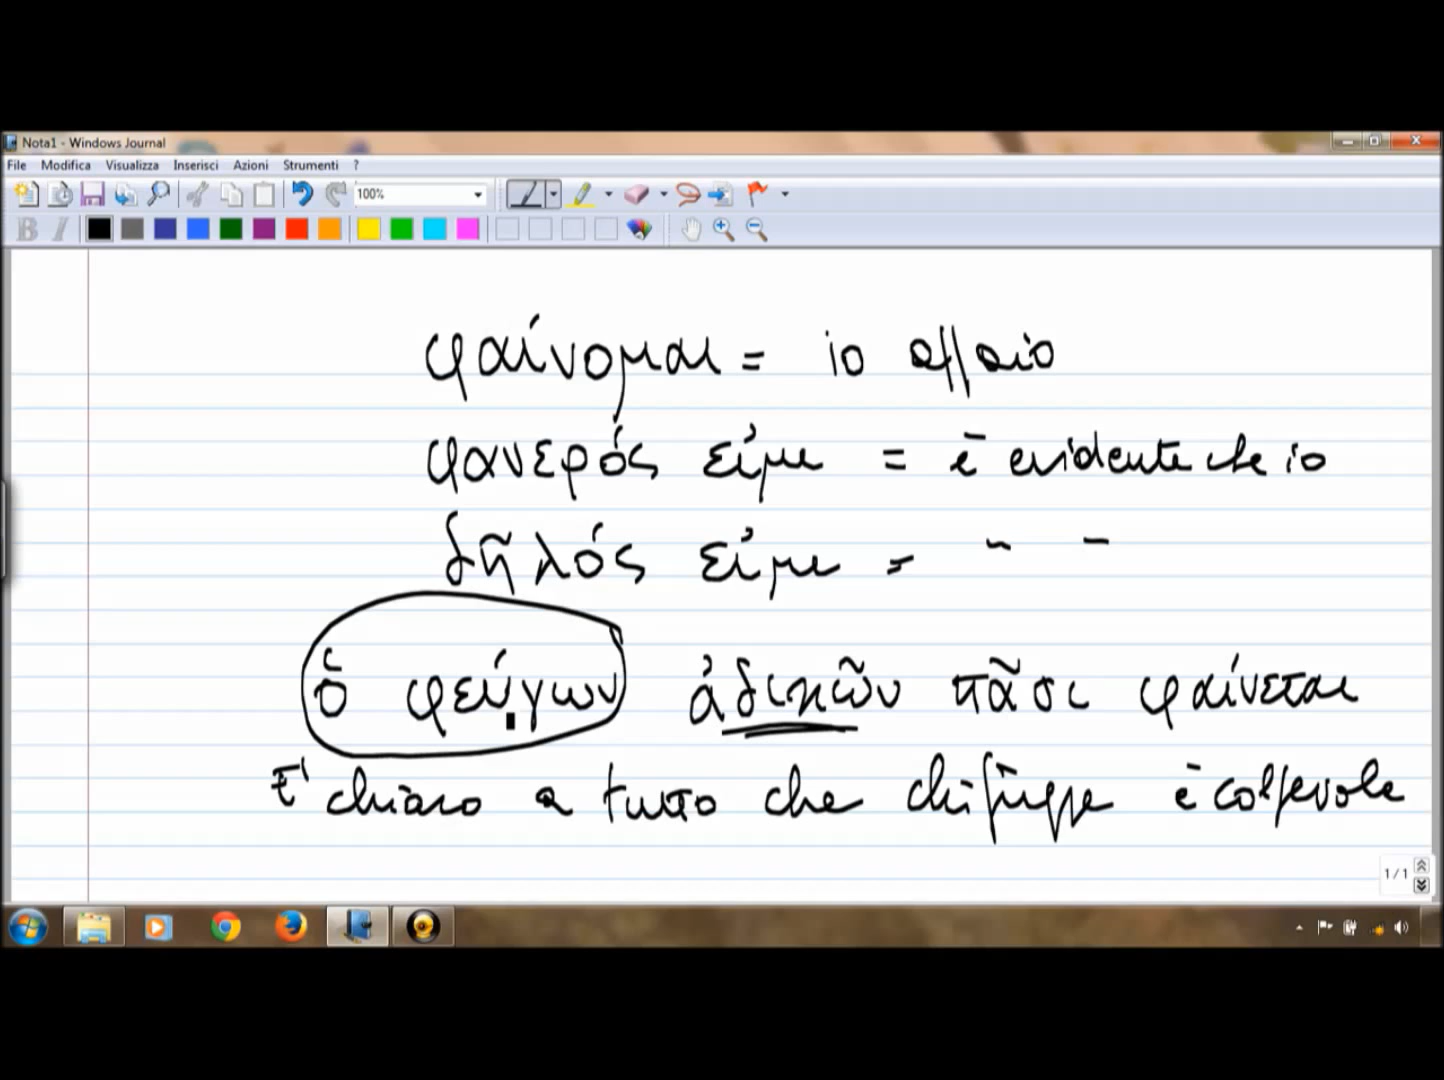 Nota1 - Windows Journal
File Modifica Visualizza Inserisci Azioni Strumenti ?
100%
B I
φαίνομαι = io appaio
φανερός εἰμι = è evidente che io
δῆλός εἰμι = " "
ὁ φεύγων ἀδικῶν πᾶσι φαίνεται
E' chiaro a tutto che chi fugge è colpevole
1 / 1